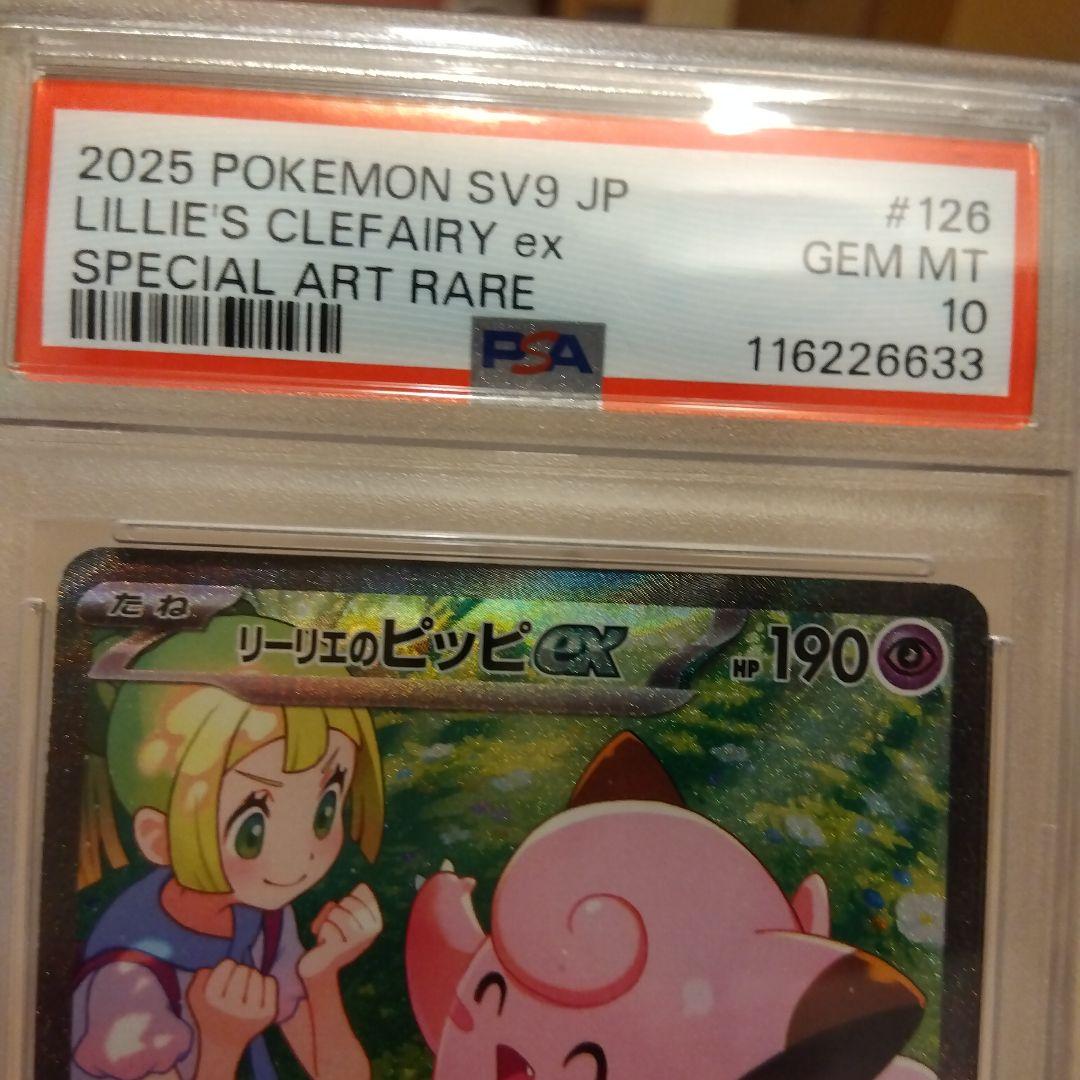 2025 POKEMON SV9 JP
LILLIE'S CLEFAIRY ex
SPECIAL ART RARE
#126
GEM MT
10
116226633
PSA
たね
リーリエのピッピex
HP 190